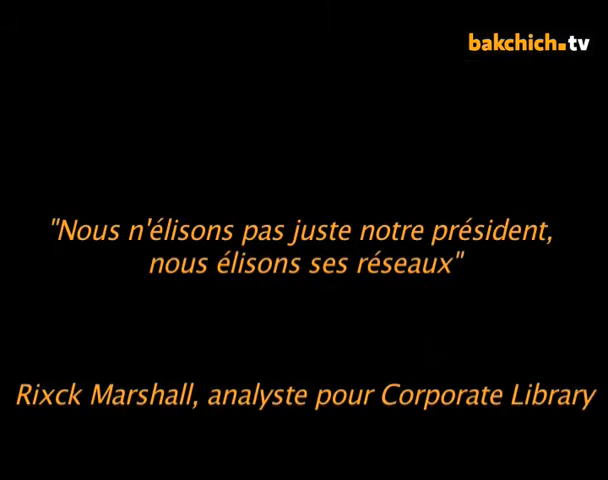 bakchich.tv
"Nous n'élisons pas juste notre président,
nous élisons ses réseaux"
Rixck Marshall, analyste pour Corporate Library